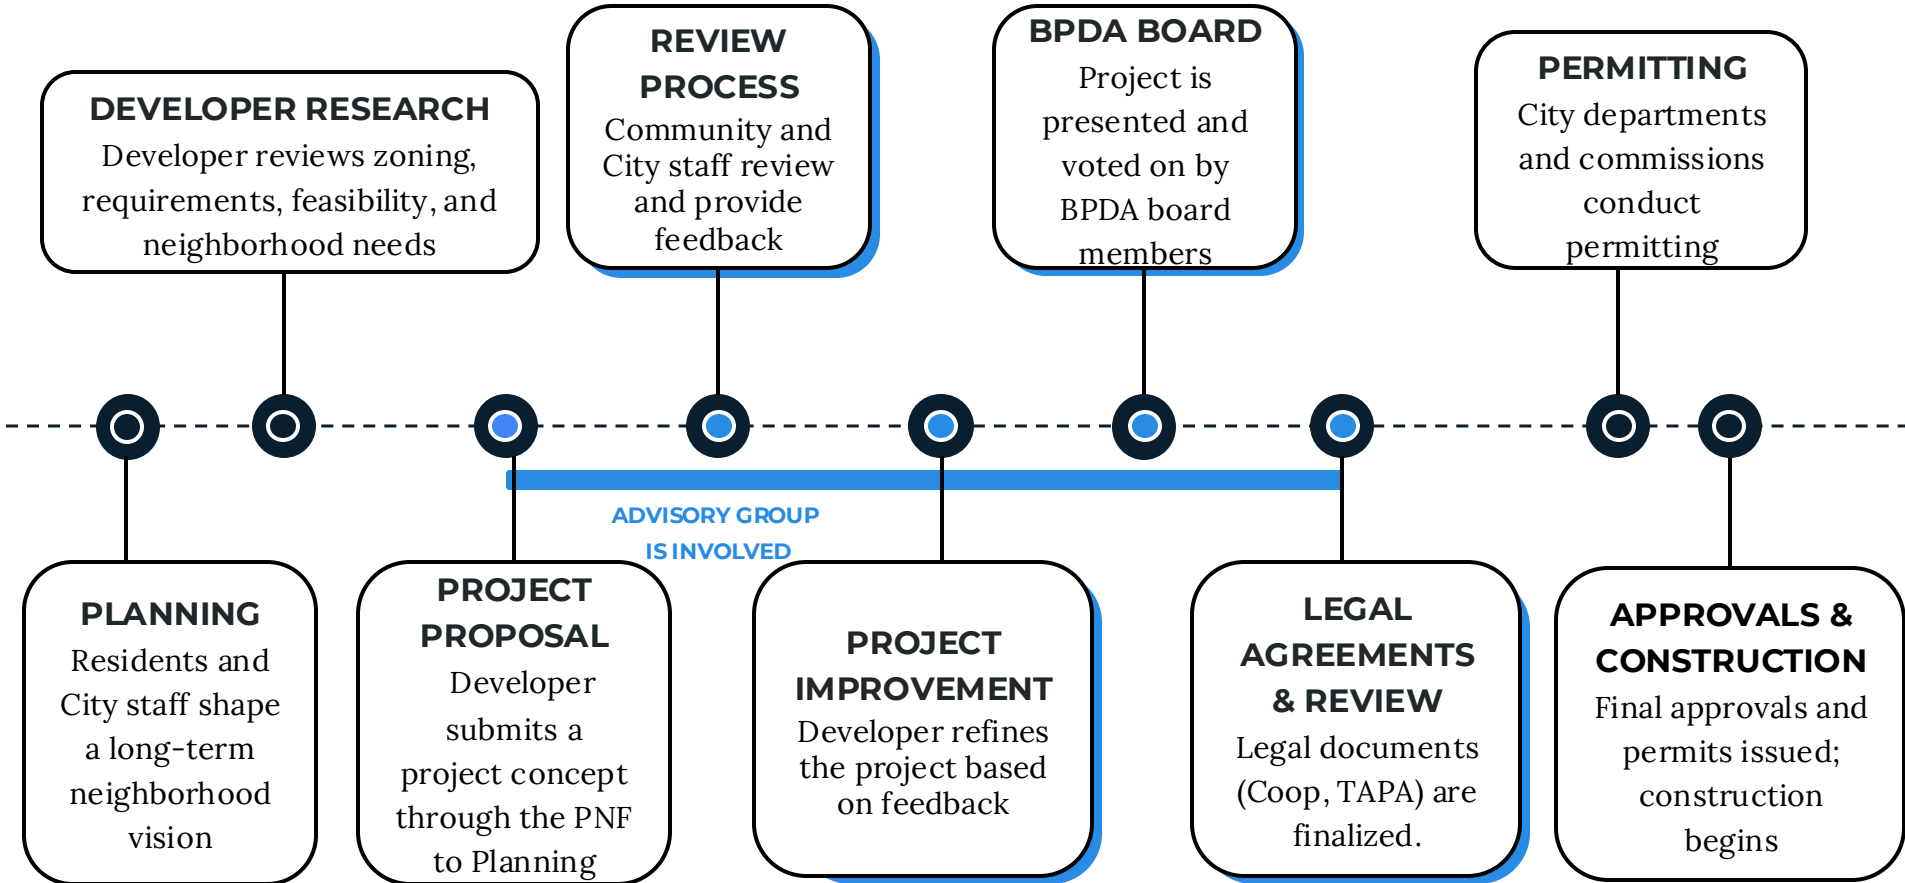 DEVELOPER RESEARCH
Developer reviews zoning,
requirements, feasibility, and
neighborhood needs
REVIEW
PROCESS
Community and
City staff review
and provide
feedback
BPDA BOARD
Project is
presented and
voted on by
BPDA board
members
PERMITTING
City departments
and commissions
conduct
permitting
ADVISORY GROUP
IS INVOLVED
PLANNING
Residents and
City staff shape
a long-term
neighborhood
vision
PROJECT
PROPOSAL
Developer
submits a
project concept
through the PNF
to Planning
PROJECT
IMPROVEMENT
Developer refines
the project based
on feedback
LEGAL
AGREEMENTS
& REVIEW
Legal documents
(Coop, TAPA) are
finalized.
APPROVALS &
CONSTRUCTION
Final approvals and
permits issued;
construction
begins